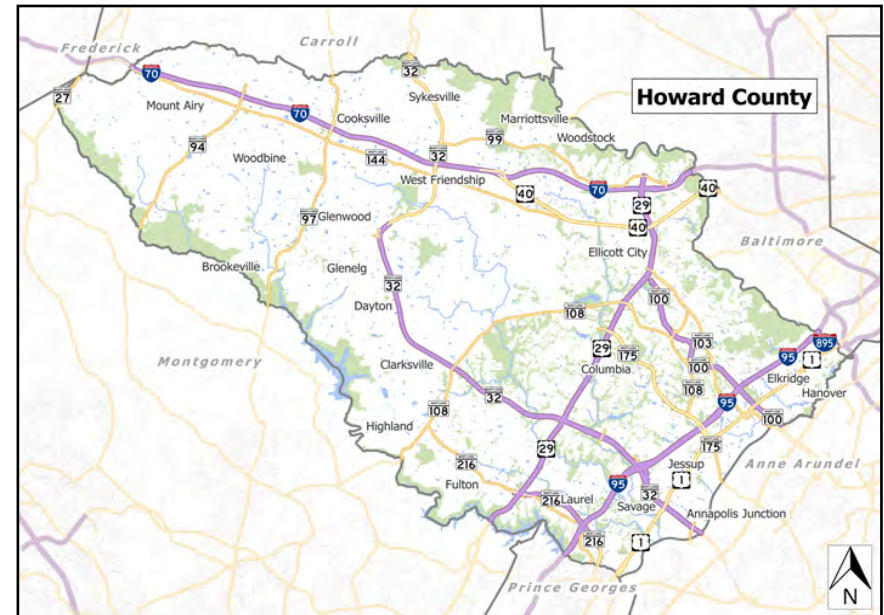 Carroll
Frederick
32
70
Howard County
27
Sykesville
Mount Airy
70
Cooksville
Marriottsville
99
Woodstock
94
32
144
Woodbine
West Friendship
40
70
40
29
97
Glenwood
40
Baltimore
Ellicott City
Brookeville
Glenelg
32
100
Dayton
108
103
895
29
175
95
1
Montgomery
Clarksville
Columbia
100
Elkridge
108
Hanover
32
95
108
100
Highland
29
175
216
Jessup
Anne Arundel
Fulton
95
1
216
Laurel
32
Savage
Annapolis Junction
216
1
Prince Georges
N